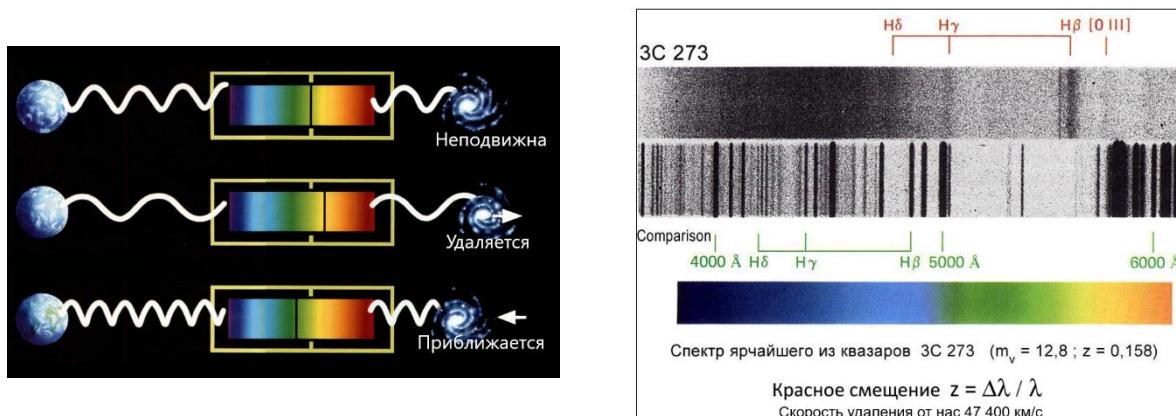 Неподвижна
Удаляется
Приближается
Hδ Hγ Hβ [O III]
3C 273
Comparison
4000 Å Hδ Hγ Hβ 5000 Å 6000 Å
Спектр ярчайшего из квазаров 3C 273 (mv = 12,8 ; z = 0,158)
Красное смещение z = Δλ / λ
Скорость удаления от нас 47 400 км/с